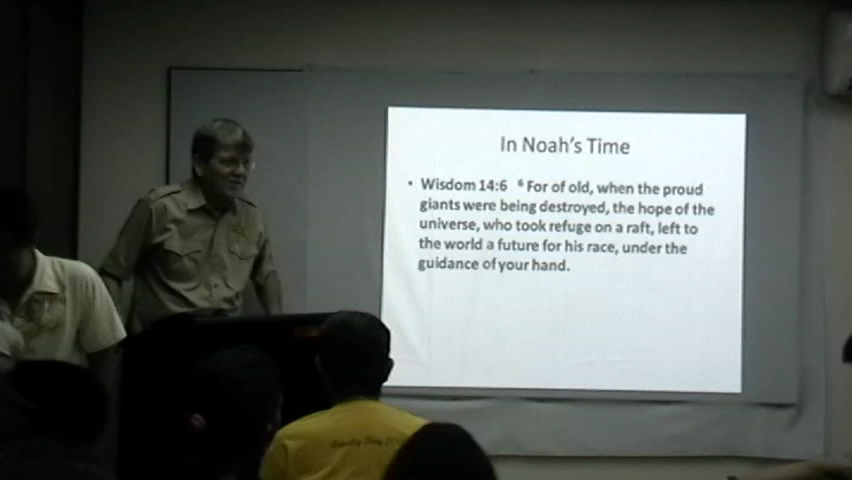 In Noah's Time
• Wisdom 14:6 6 For of old, when the proud
giants were being destroyed, the hope of the
universe, who took refuge on a raft, left to
the world a future for his race, under the
guidance of your hand.
Day